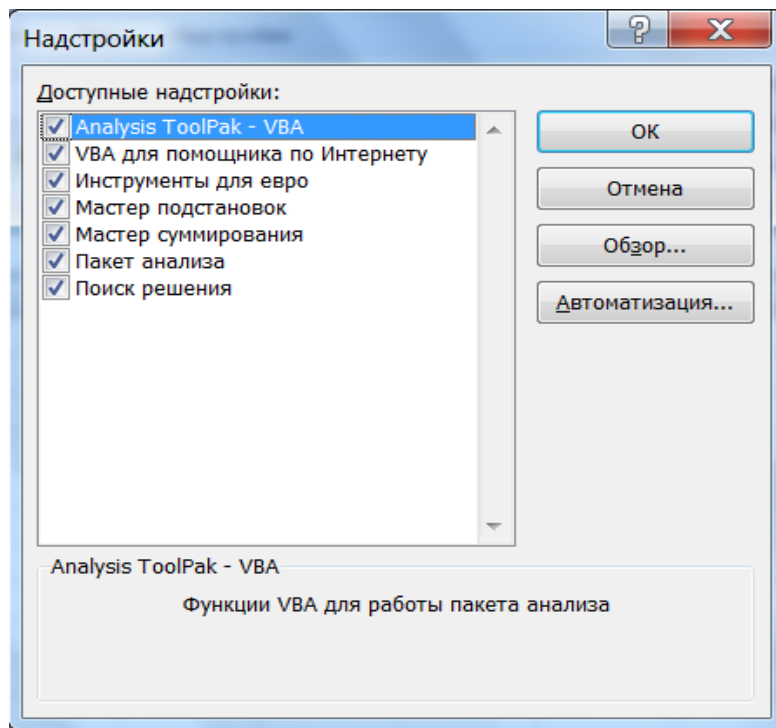 Надстройки
Доступные надстройки:
Analysis ToolPak - VBA
VBA для помощника по Интернету
Инструменты для евро
Мастер подстановок
Мастер суммирования
Пакет анализа
Поиск решения
ОК
Отмена
Обзор...
Автоматизация...
Analysis ToolPak - VBA
Функции VBA для работы пакета анализа